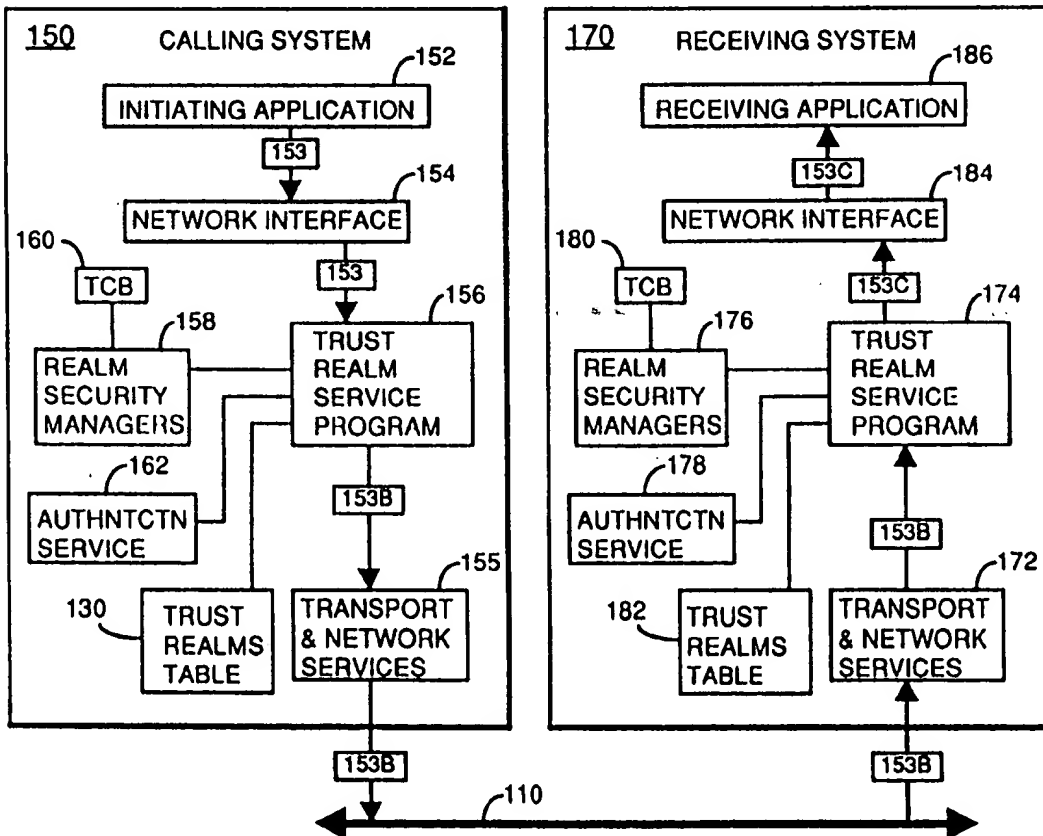 150 CALLING SYSTEM
152
INITIATING APPLICATION
153
154
NETWORK INTERFACE
160
TCB
153
156
158
TRUST
REALM
SERVICE
PROGRAM
REALM
SECURITY
MANAGERS
162
AUTHNTCTN
SERVICE
153B
155
130
TRUST
REALMS
TABLE
TRANSPORT
& NETWORK
SERVICES
153B
110
170 RECEIVING SYSTEM
186
RECEIVING APPLICATION
153C
184
NETWORK INTERFACE
180
TCB
153C
174
176
TRUST
REALM
SERVICE
PROGRAM
REALM
SECURITY
MANAGERS
178
AUTHNTCTN
SERVICE
153B
172
182
TRUST
REALMS
TABLE
TRANSPORT
& NETWORK
SERVICES
153B